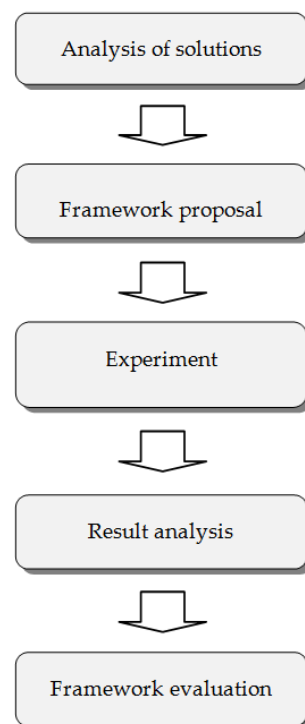 Analysis of solutions
Framework proposal
Experiment
Result analysis
Framework evaluation